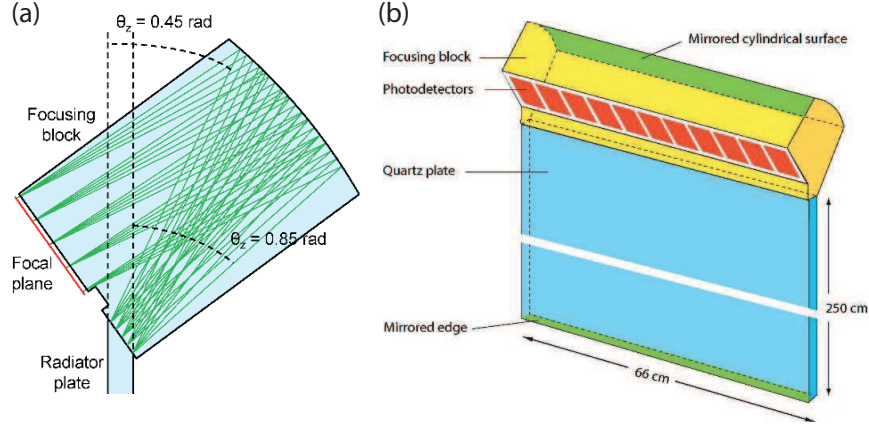 (a)
θz = 0.45 rad
Focusing
block
θz = 0.85 rad
Focal
plane
Radiator
plate
(b)
Mirrored cylindrical surface
Focusing block
Photodetectors
Quartz plate
250 cm
Mirrored edge
66 cm